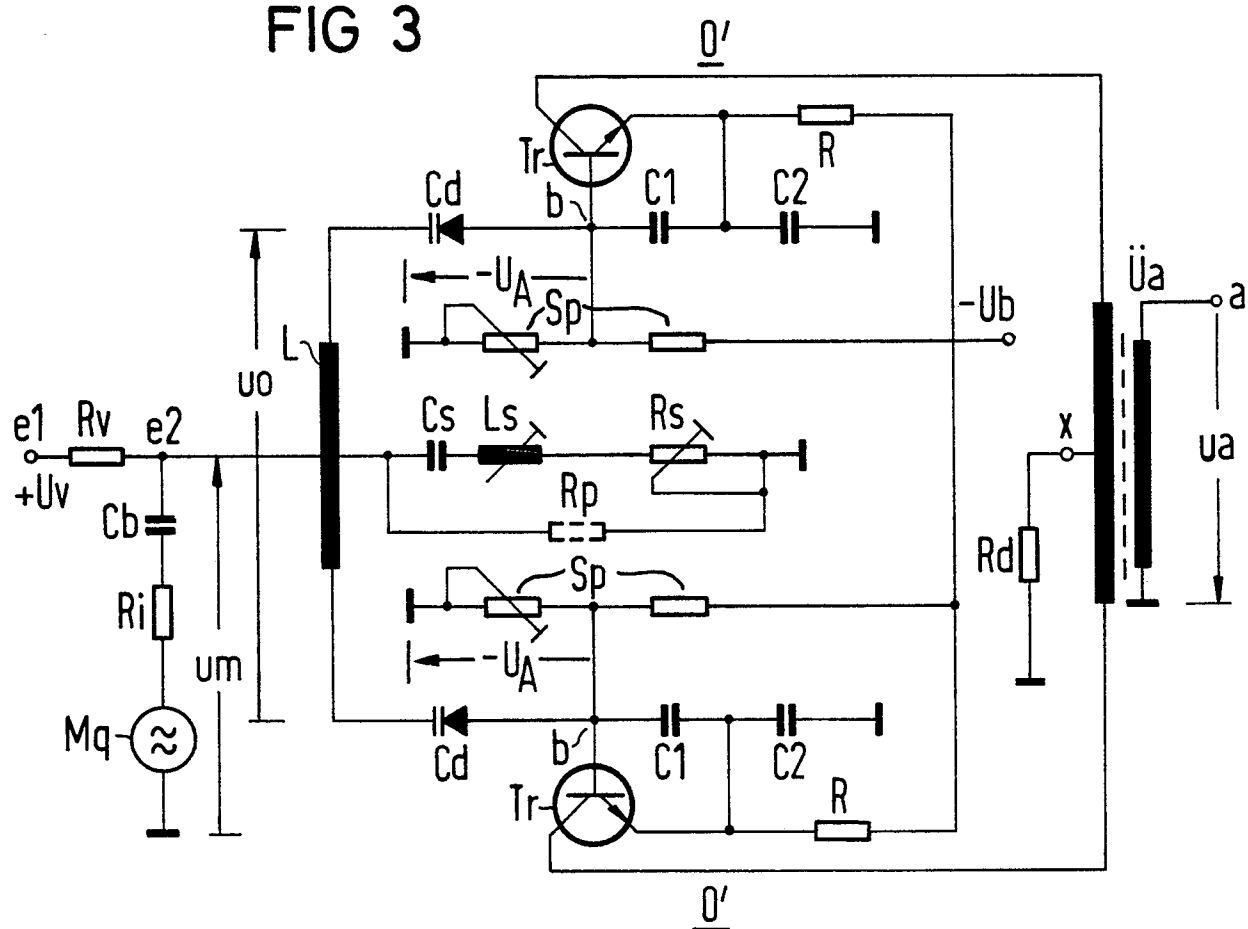 FIG 3
0'
Tr
R
Cd
b
C1
C2
-UA
Sp
-Ub
Üa
a
L
uo
e1
Rv
e2
+Uv
Cs
Ls
Rs
x
ua
Cb
Rp
Rd
Ri
Sp
um
-UA
Mq
Cd
b
C1
C2
Tr
R
0'